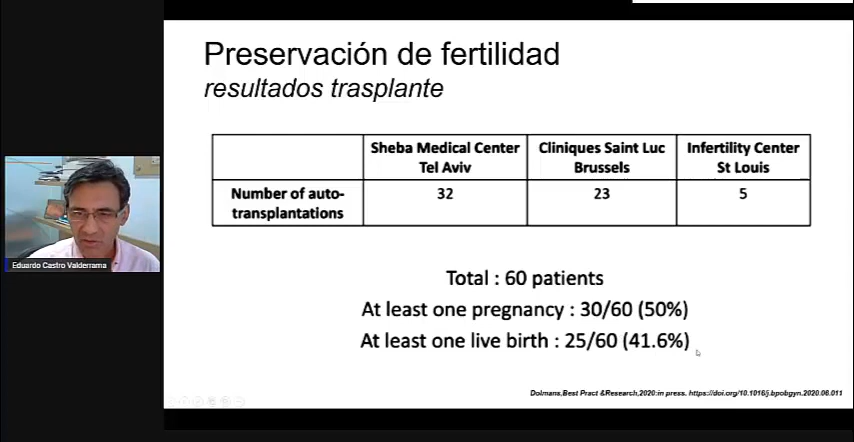 Preservación de fertilidad
resultados trasplante
Sheba Medical Center
Tel Aviv
Cliniques Saint Luc
Brussels
Infertility Center
St Louis
Number of auto-
transplantations
32
23
5
Total : 60 patients
At least one pregnancy : 30/60 (50%)
At least one live birth : 25/60 (41.6%)
Dolmans,Best Pract &Research,2020:in press. https://doi.org/10.1016/j.bpobgyn.2020.06.011
Eduardo Castro Valderrama